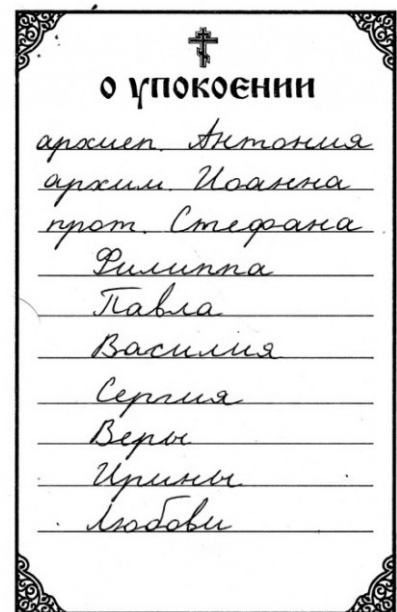 О УПОКОЕНИИ
архиеп. Антония
архим. Иоанна
прот. Стефана
Филиппа
Павла
Василия
Сергия
Веры
Ирины
Любови